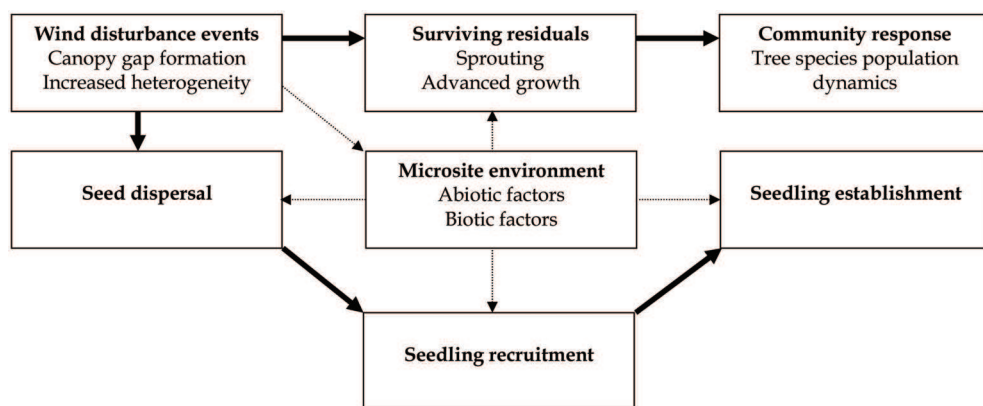 Wind disturbance events
Canopy gap formation
Increased heterogeneity
Surviving residuals
Sprouting
Advanced growth
Community response
Tree species population
dynamics
Seed dispersal
Microsite environment
Abiotic factors
Biotic factors
Seedling establishment
Seedling recruitment